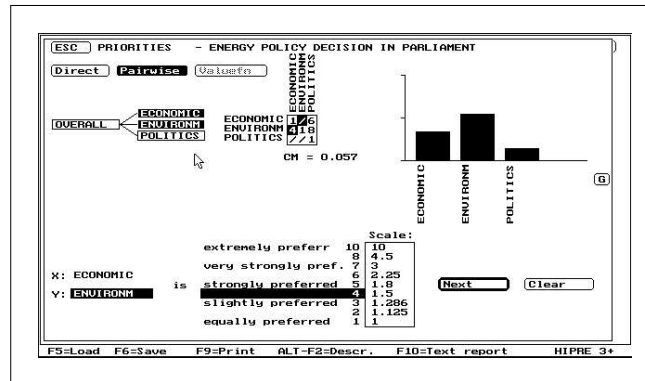 ESC PRIORITIES - ENERGY POLICY DECISION IN PARLIAMENT
Direct Pairwise Valuefn
ECONOMIC
ENVIRONM
POLITICS
OVERALL
ECONOMIC
ENVIRONM
POLITICS
ECONOMIC 1 / 6
ENVIRONM 4 1 8
POLITICS / / 1
CM = 0.057
ECONOMIC
ENVIRONM
POLITICS
G
Scale:
extremely preferr 10 10
8 4.5
very strongly pref. 7 3
6 2.25
strongly preferred 5 1.8
4 1.5
slightly preferred 3 1.286
2 1.125
equally preferred 1 1
X: ECONOMIC
is
Y: ENVIRONM
Next Clear
F5=Load F6=Save F9=Print ALT-F2=Descr. F10=Text report HIPRE 3+